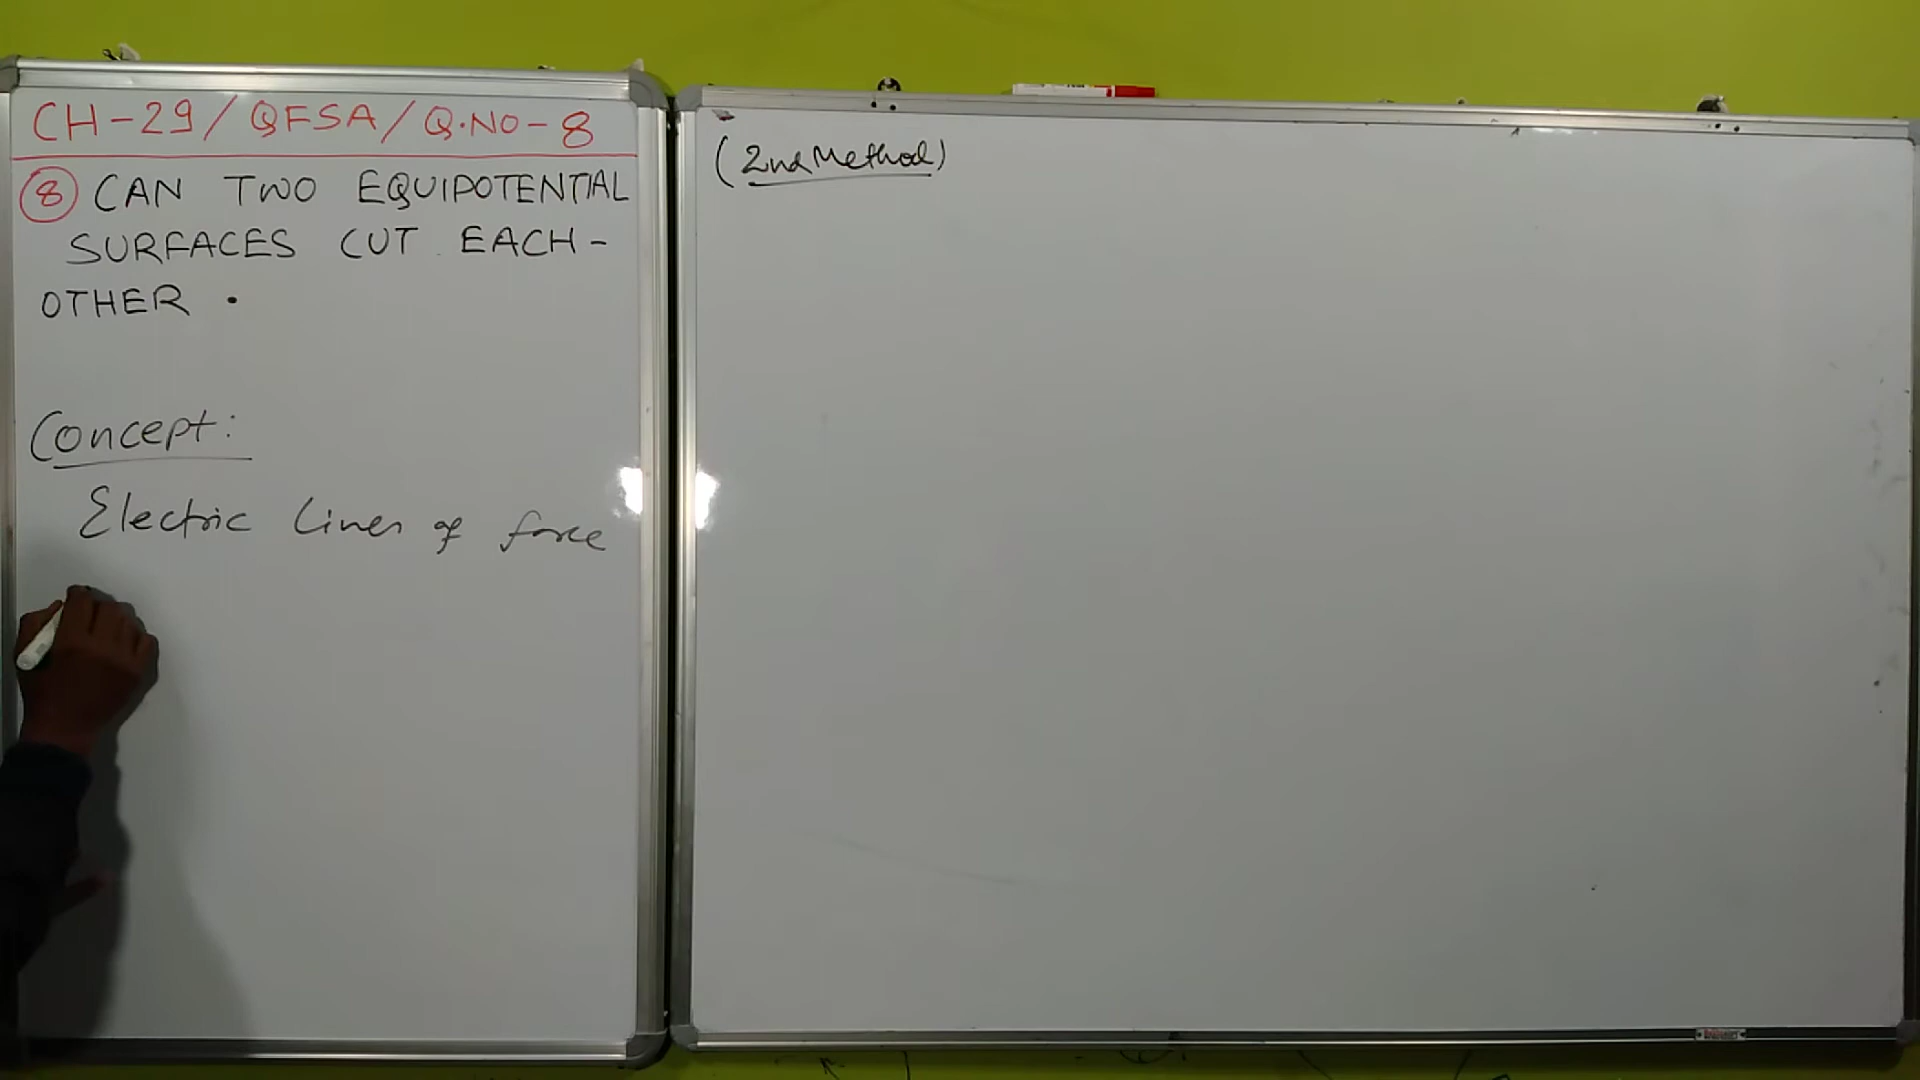 CH-29/QFSA/Q.NO-8
8 CAN TWO EQUIPOTENTIAL
SURFACES CUT EACH-
OTHER .
Concept:
Electric Lines of force
(2nd Method)